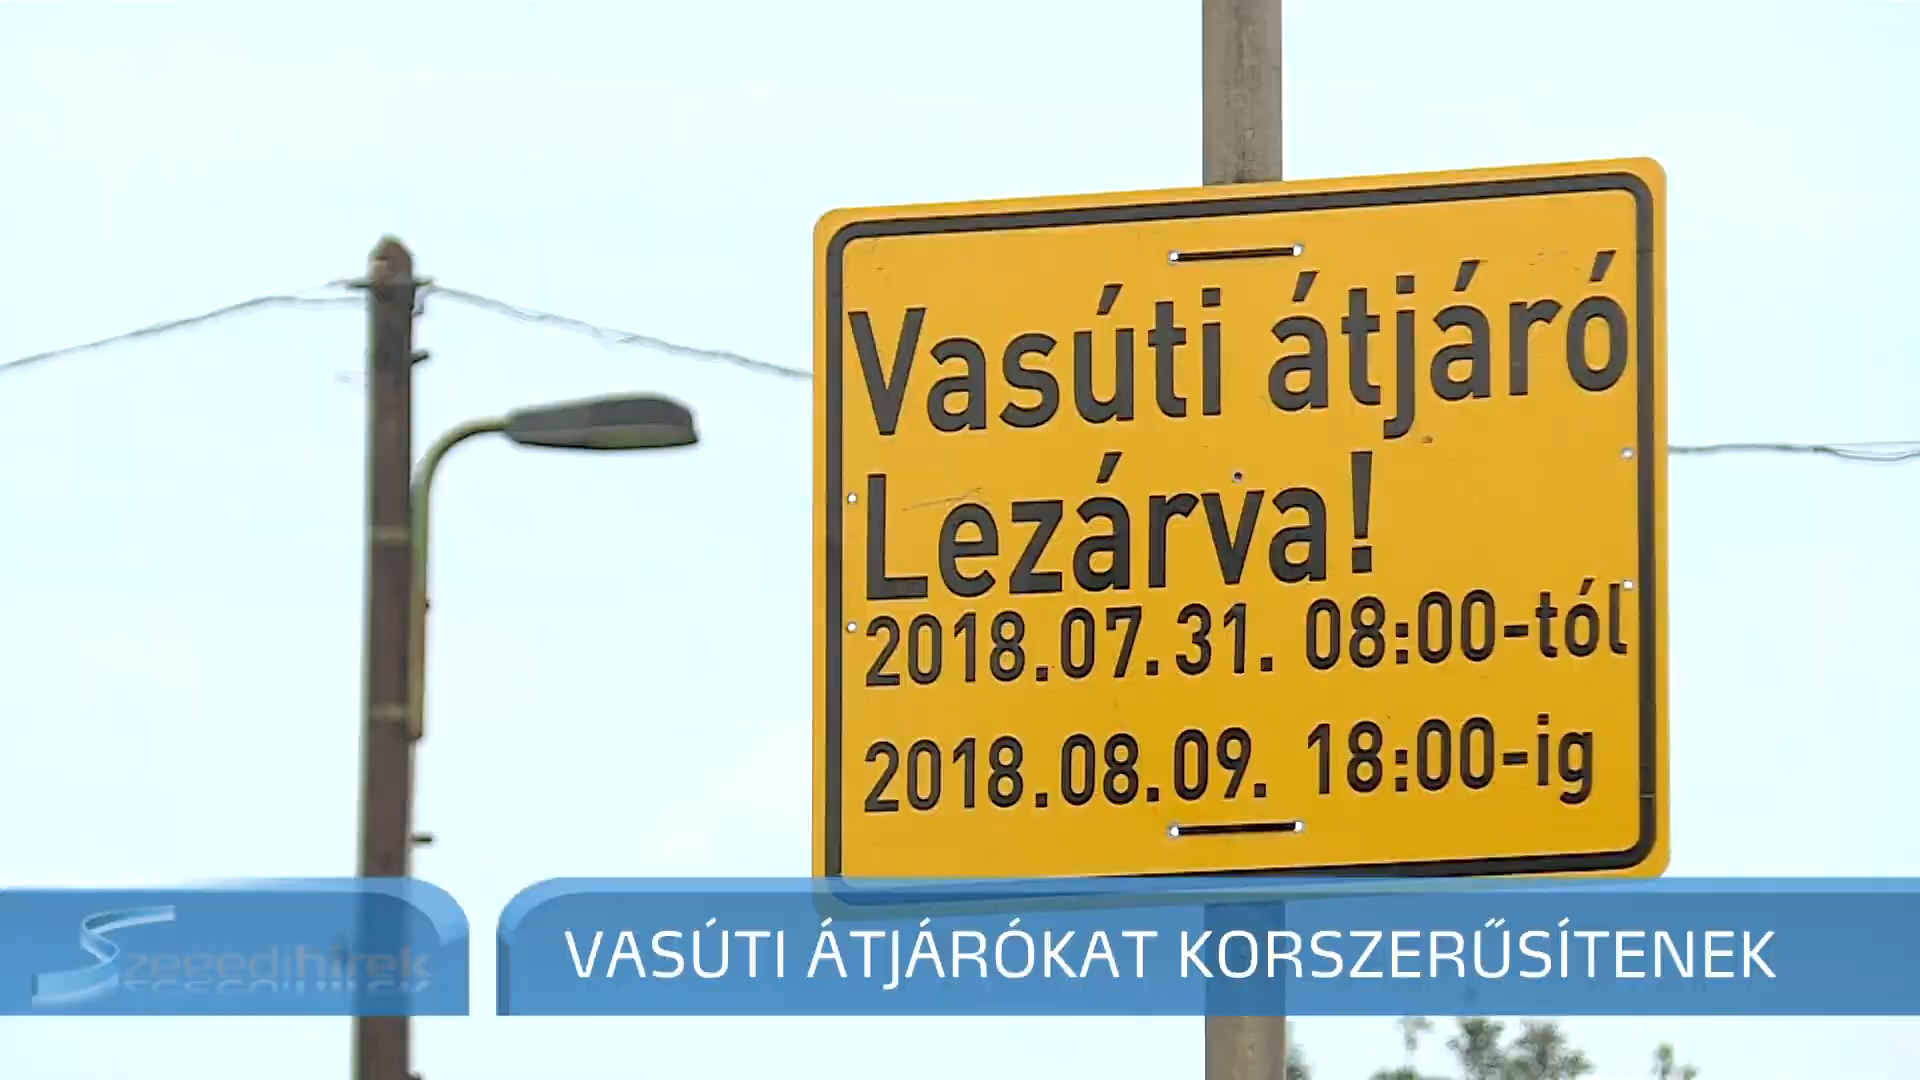 Vasúti átjáró
Lezárva!
2018.07.31. 08:00-tól
2018.08.09. 18:00-ig
Szegedihírek
VASÚTI ÁTJÁRÓKAT KORSZERŰSÍTENEK